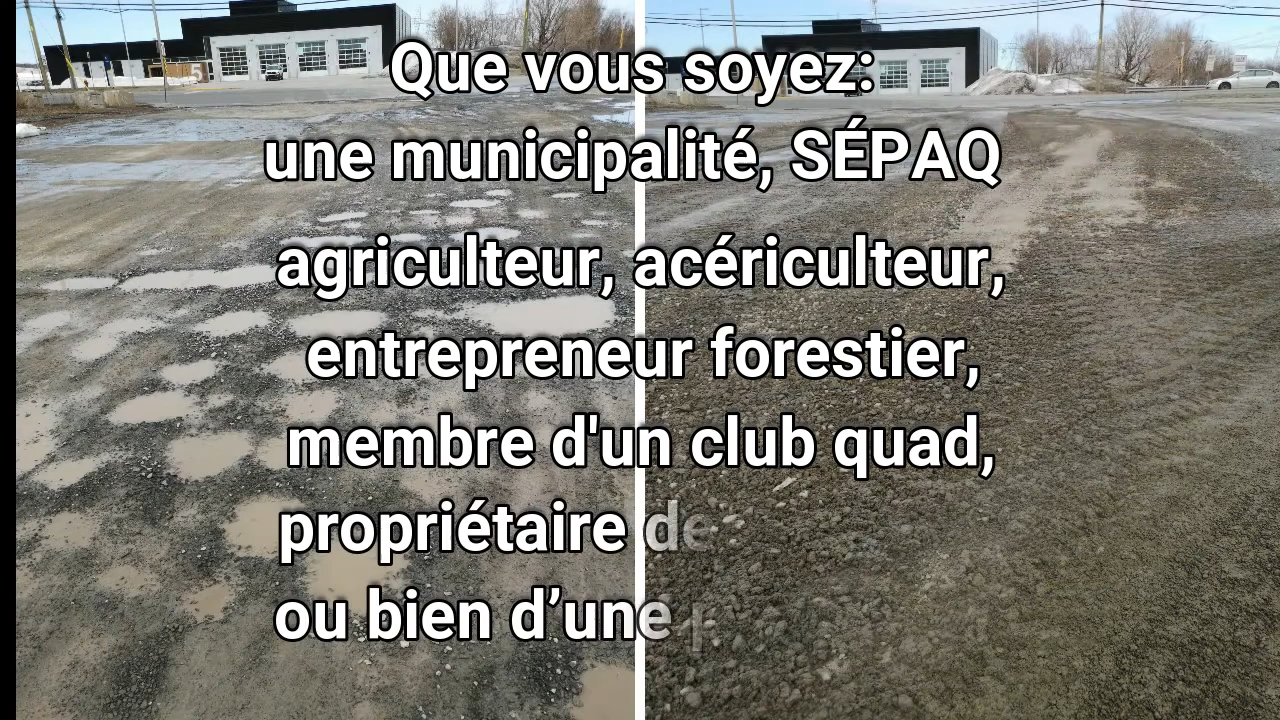 Que vous soyez:
une municipalité, SÉPAQ
agriculteur, acériculteur,
entrepreneur forestier,
membre d'un club quad,
propriétaire de
ou bien d’une